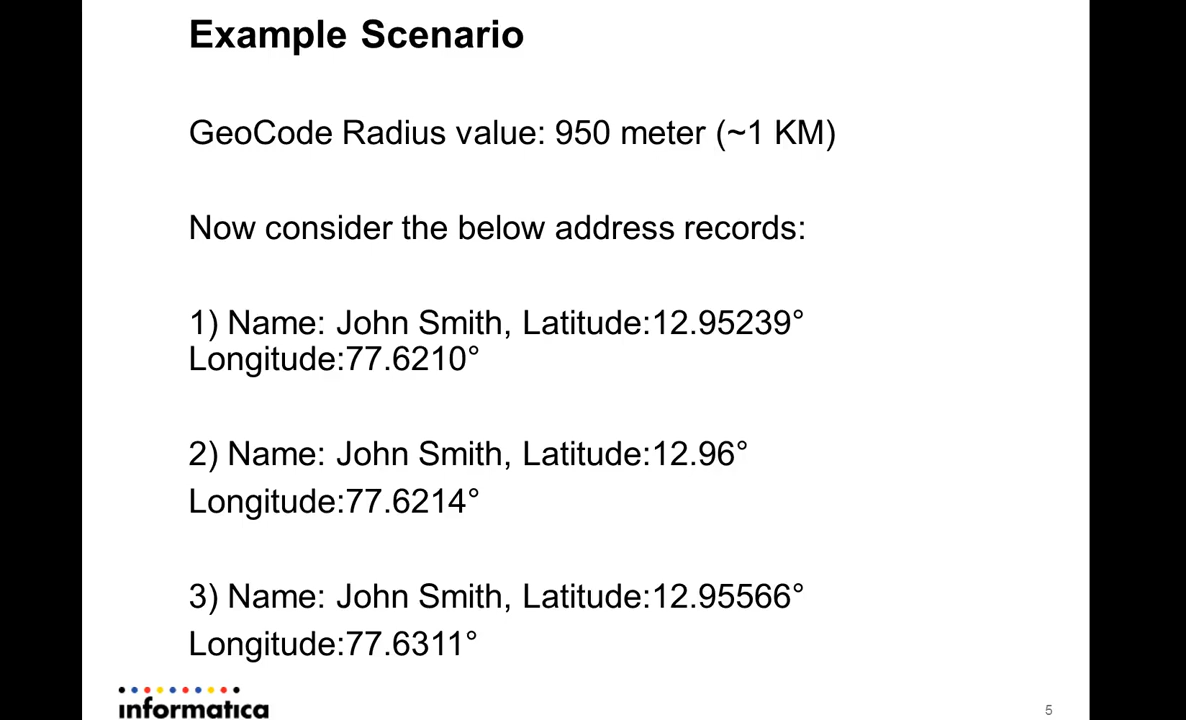 Example Scenario
GeoCode Radius value: 950 meter (~1 KM)
Now consider the below address records:
1) Name: John Smith, Latitude:12.95239°
Longitude:77.6210°
2) Name: John Smith, Latitude:12.96°
Longitude:77.6214°
3) Name: John Smith, Latitude:12.95566°
Longitude:77.6311°
informatica
5